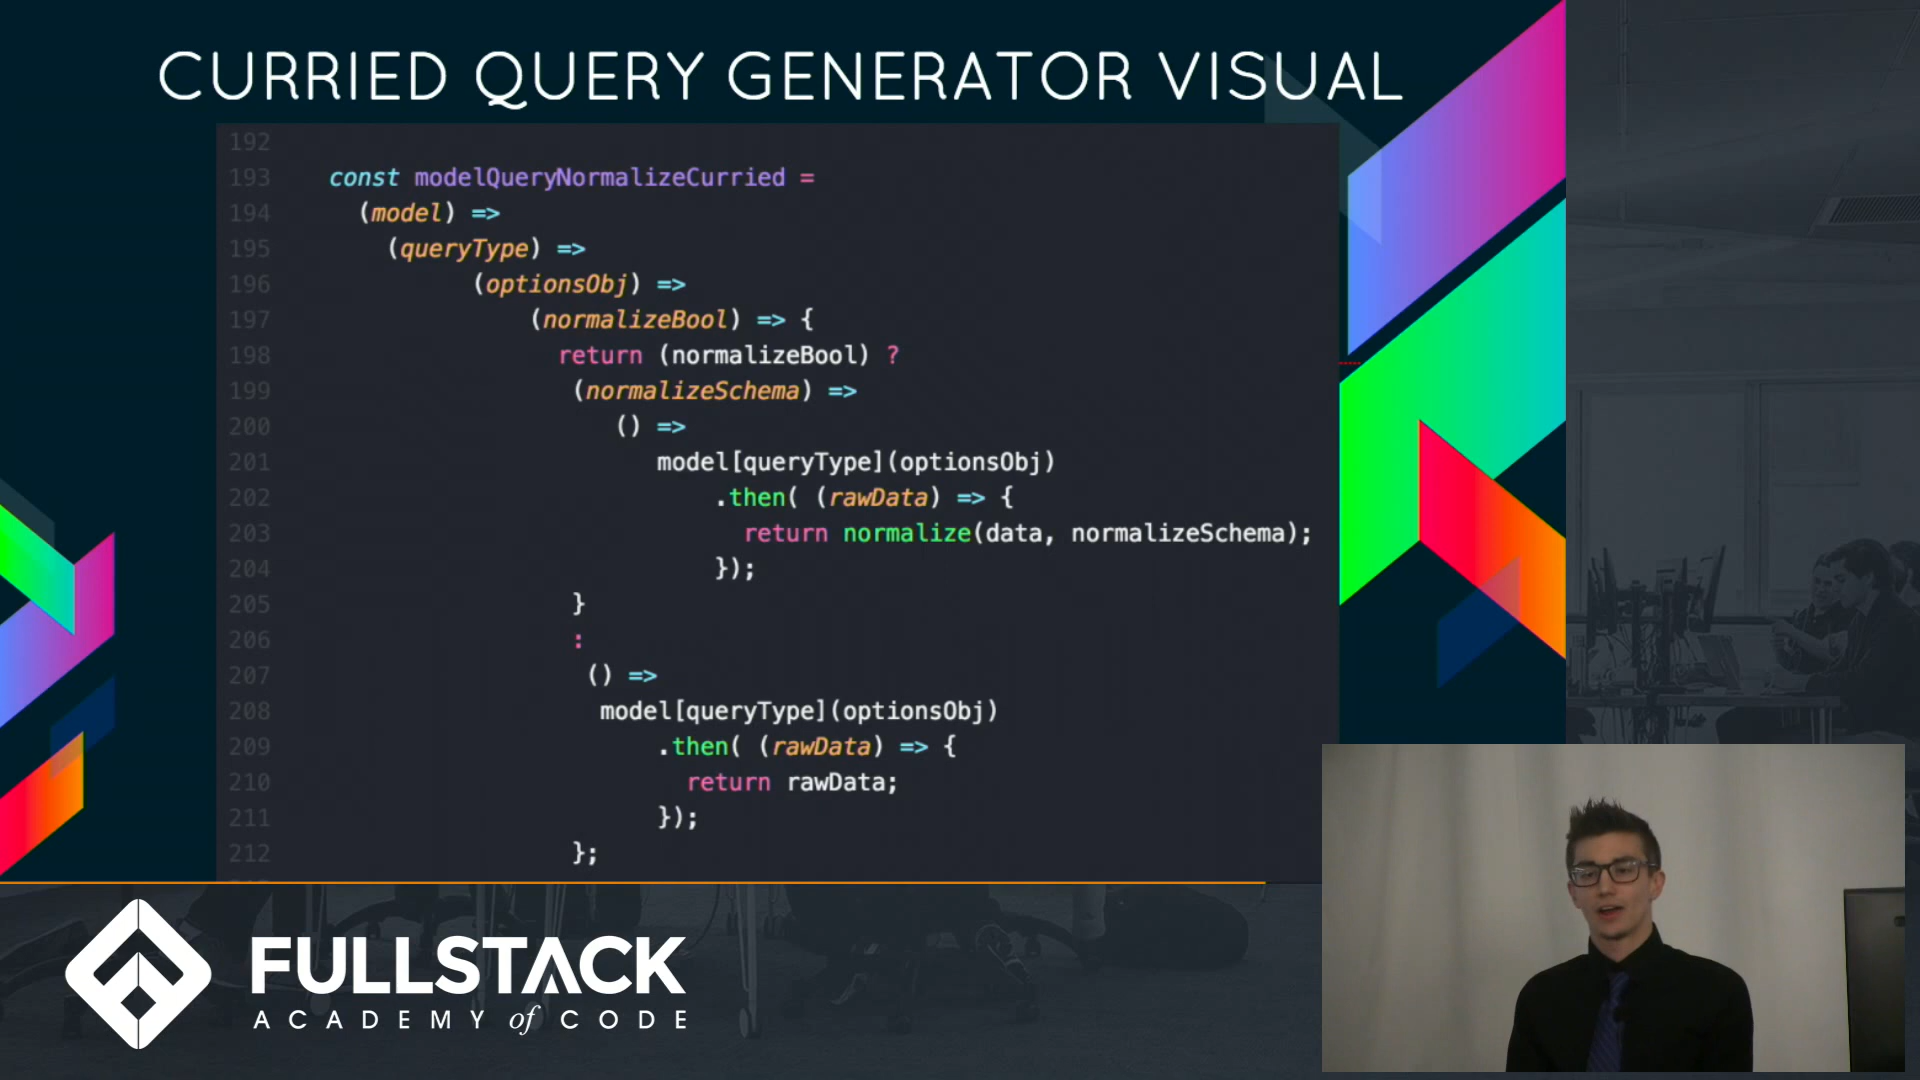 CURRIED QUERY GENERATOR VISUAL
192
193 const modelQueryNormalizeCurried =
194 (model) =>
195 (queryType) =>
196 (optionsObj) =>
197 (normalizeBool) => {
198 return (normalizeBool) ?
199 (normalizeSchema) =>
200 () =>
201 model[queryType](optionsObj)
202 .then( (rawData) => {
203 return normalize(data, normalizeSchema);
204 });
205 }
206 :
207 () =>
208 model[queryType](optionsObj)
209 .then( (rawData) => {
210 return rawData;
211 });
212 };
FULLSTACK
ACADEMY of CODE